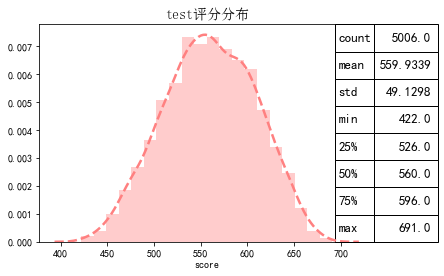 test评分分布
0.007
0.006
0.005
0.004
0.003
0.002
0.001
0.000
400 450 500 550 600 650 700
score
count 5006.0
mean 559.9339
std 49.1298
min 422.0
25% 526.0
50% 560.0
75% 596.0
max 691.0